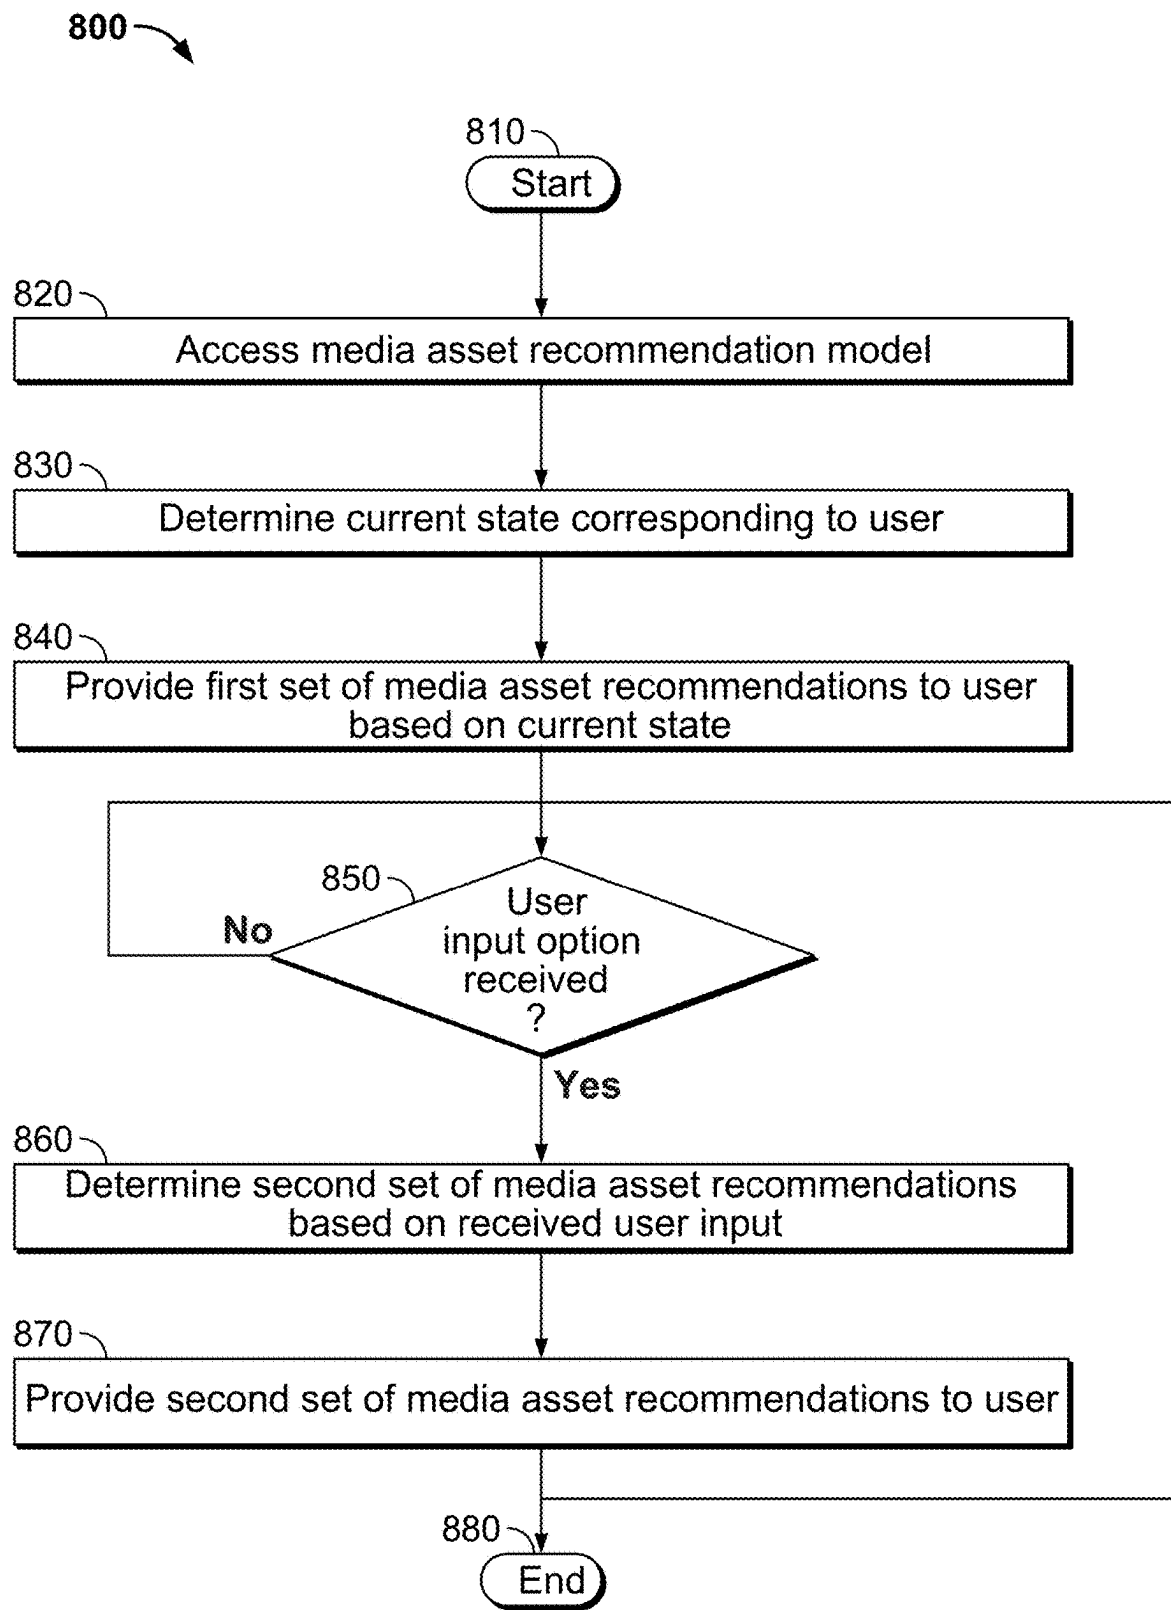 800
810
Start
820
Access media asset recommendation model
830
Determine current state corresponding to user
840
Provide first set of media asset recommendations to user
based on current state
850
No
User
input option
received
?
Yes
860
Determine second set of media asset recommendations
based on received user input
870
Provide second set of media asset recommendations to user
880
End